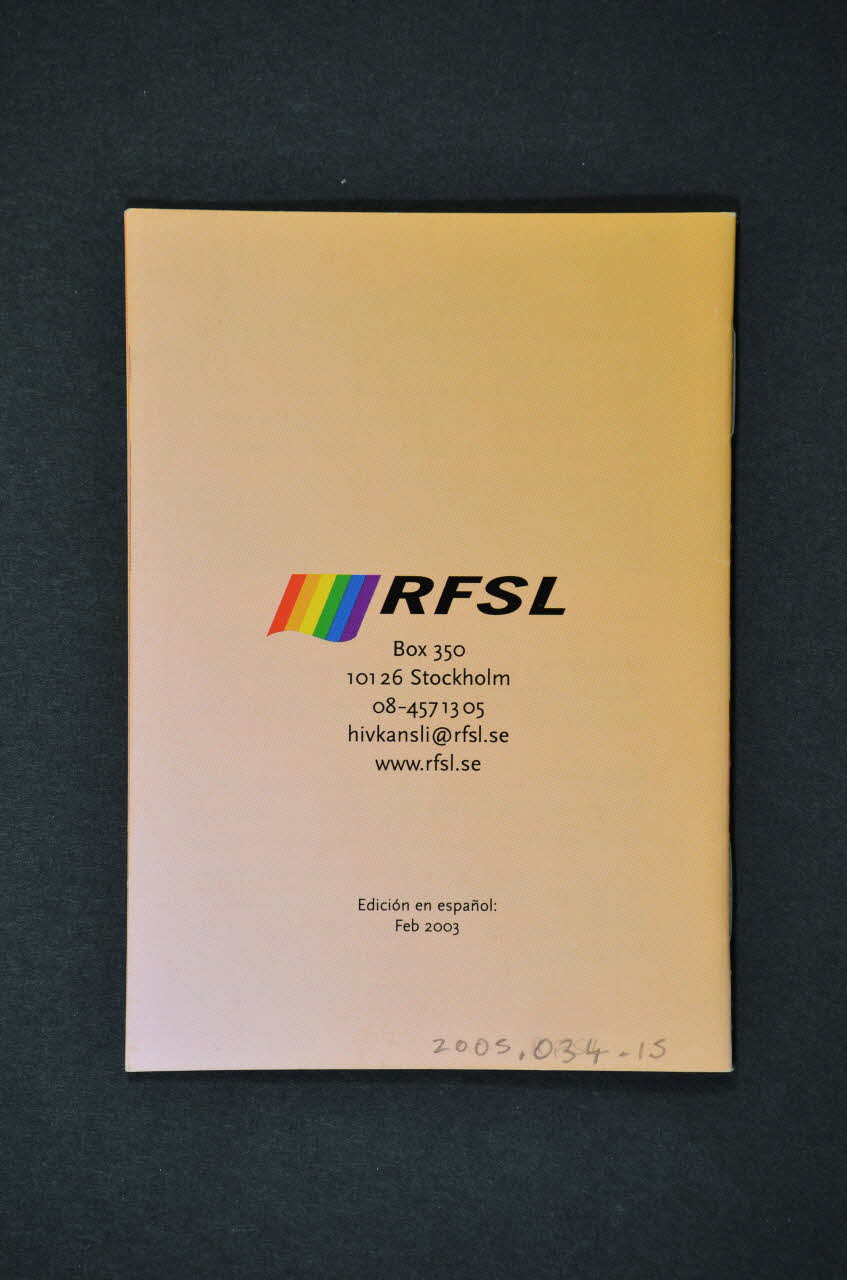 RFSL
Box 350
101 26 Stockholm
08-457 13 05
hivkansli@rfsl.se
www.rfsl.se
Edición en español:
Feb 2003
2005.034.15